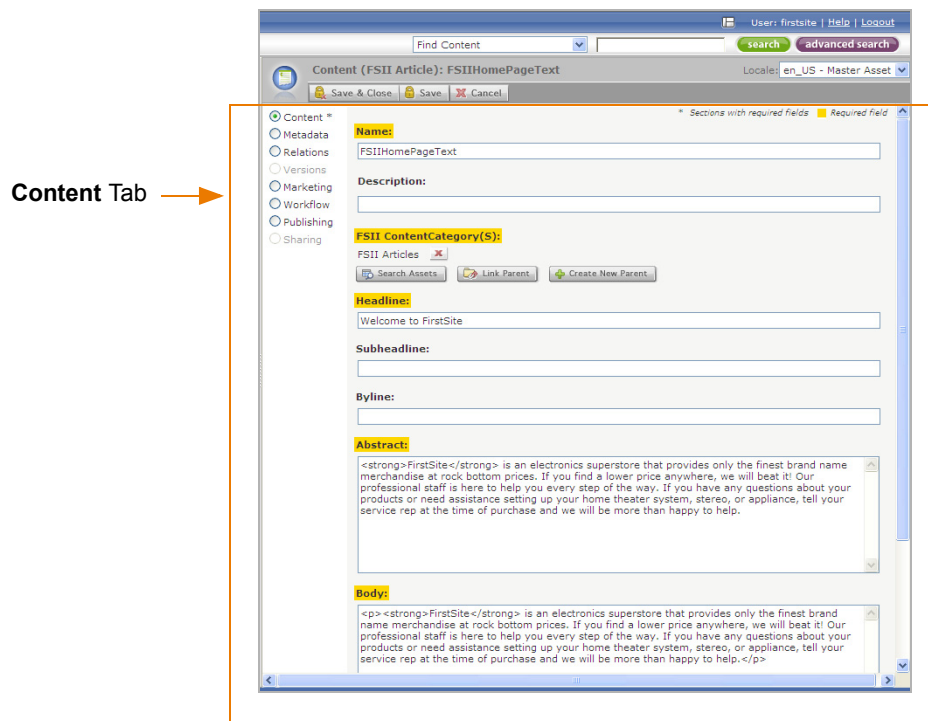 User: firstsite | Help | Logout
Find Content search advanced search
Content (FSII Article): FSIIHomePageText Locale: en_US - Master Asset
Save & Close Save Cancel
* Sections with required fields Required field
Content Tab
Content *
Metadata
Relations
Versions
Marketing
Workflow
Publishing
Sharing
Name:
FSIIHomePageText
Description:
FSII ContentCategory(S):
FSII Articles
Search Assets Link Parent Create New Parent
Headline:
Welcome to FirstSite
Subheadline:
Byline:
Abstract:
<strong>FirstSite</strong> is an electronics superstore that provides only the finest brand name
merchandise at rock bottom prices. If you find a lower price anywhere, we will beat it! Our
professional staff is here to help you every step of the way. If you have any questions about your
products or need assistance setting up your home theater system, stereo, or appliance, tell your
service rep at the time of purchase and we will be more than happy to help.
Body:
<p><strong>FirstSite</strong> is an electronics superstore that provides only the finest brand
name merchandise at rock bottom prices. If you find a lower price anywhere, we will beat it! Our
professional staff is here to help you every step of the way. If you have any questions about your
products or need assistance setting up your home theater system, stereo, or appliance, tell your
service rep at the time of purchase and we will be more than happy to help.</p>